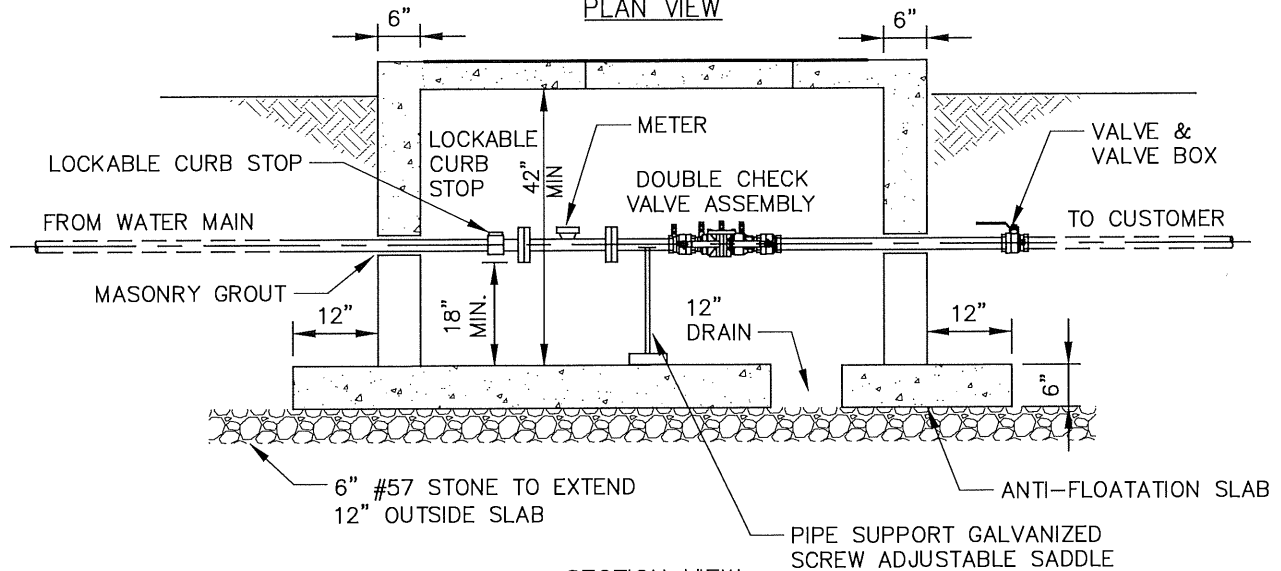 PLAN VIEW
6"
6"
LOCKABLE CURB STOP
LOCKABLE
CURB
STOP
42"
MIN
METER
DOUBLE CHECK
VALVE ASSEMBLY
VALVE &
VALVE BOX
FROM WATER MAIN
TO CUSTOMER
MASONRY GROUT
12"
18"
MIN.
12"
DRAIN
12"
6"
6" #57 STONE TO EXTEND
12" OUTSIDE SLAB
ANTI-FLOATATION SLAB
PIPE SUPPORT GALVANIZED
SCREW ADJUSTABLE SADDLE
SECTION VIEW